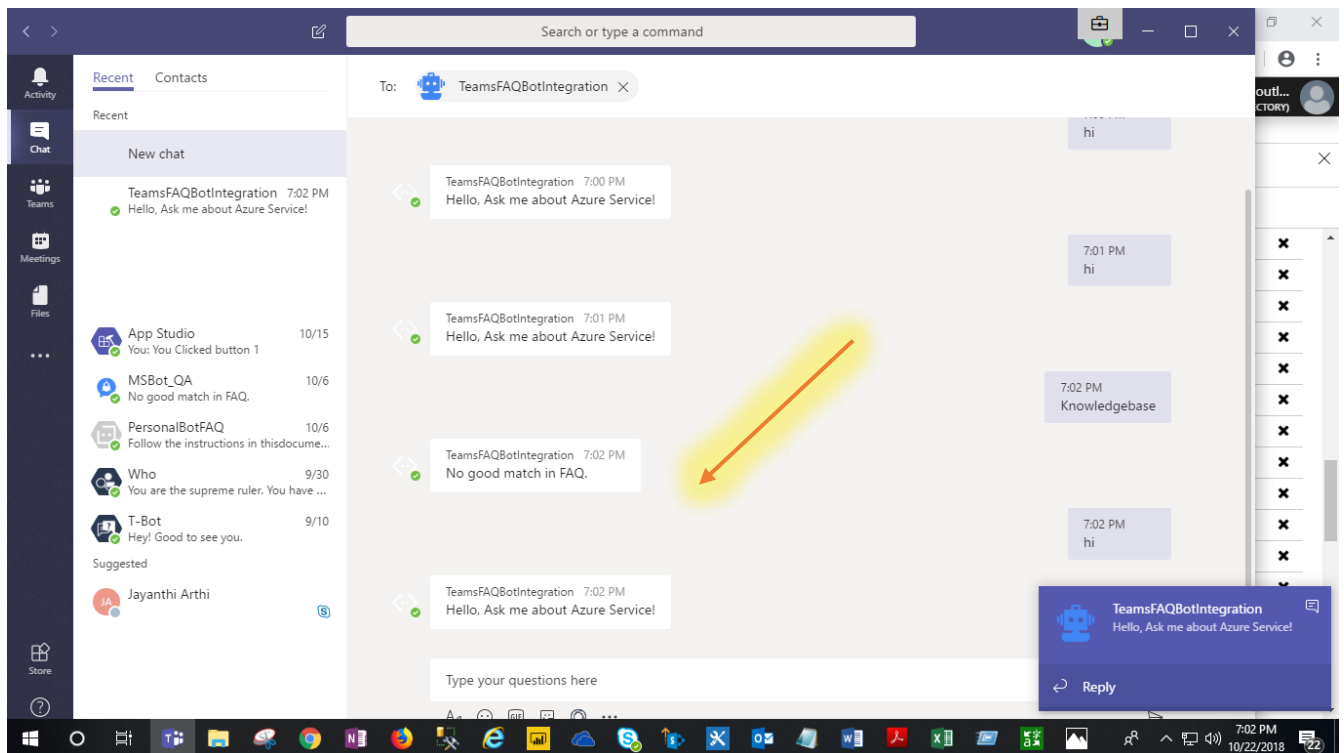 Search or type a command
Activity
Chat
Teams
Meetings
Files
Store
Recent Contacts
Recent
New chat
TeamsFAQBotIntegration 7:02 PM
Hello, Ask me about Azure Service!
App Studio 10/15
You: You Clicked button 1
MSBot_QA 10/6
No good match in FAQ.
PersonalBotFAQ 10/6
Follow the instructions in thisdocume...
Who 9/30
You are the supreme ruler. You have ...
T-Bot 9/10
Hey! Good to see you.
Suggested
JA
Jayanthi Arthi
To: TeamsFAQBotIntegration
hi
TeamsFAQBotIntegration 7:00 PM
Hello, Ask me about Azure Service!
7:01 PM
hi
TeamsFAQBotIntegration 7:01 PM
Hello, Ask me about Azure Service!
7:02 PM
Knowledgebase
TeamsFAQBotIntegration 7:02 PM
No good match in FAQ.
7:02 PM
hi
TeamsFAQBotIntegration 7:02 PM
Hello, Ask me about Azure Service!
Type your questions here
GIF
outl...
CTORY)
TeamsFAQBotIntegration
Hello, Ask me about Azure Service!
Reply
7:02 PM
10/22/2018
22